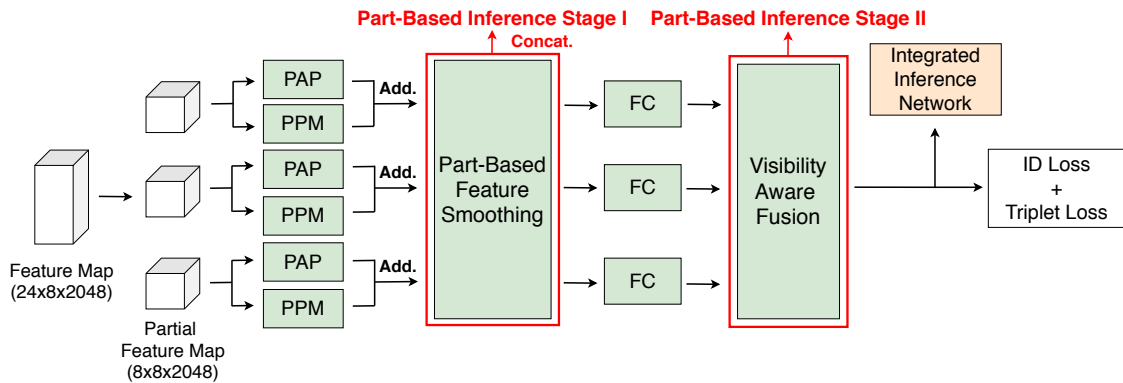 Part-Based Inference Stage I
Part-Based Inference Stage II
Concat.
PAP
Add.
PPM
PAP
Add.
PPM
PAP
Add.
PPM
Feature Map
(24x8x2048)
Partial
Feature Map
(8x8x2048)
Part-Based
Feature
Smoothing
FC
FC
FC
Visibility
Aware
Fusion
Integrated
Inference
Network
ID Loss
+
Triplet Loss